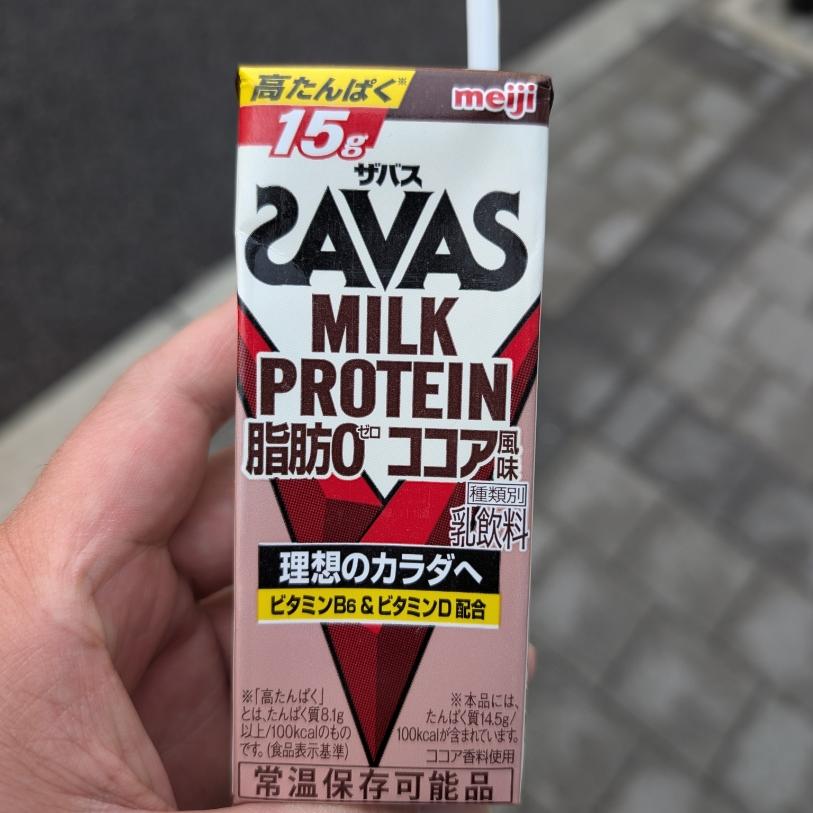 高たんぱく※
meiji
15g
ザバス
SAVAS
MILK
PROTEIN
脂肪0ゼロ ココア風味
種類別
乳飲料
理想のカラダへ
ビタミンB6 & ビタミンD 配合
※「高たんぱく」
とは、たんぱく質8.1g
以上/100kcalのもの
です。(食品表示基準)
※本品には、
たんぱく質14.5g/
100kcalが含まれています。
ココア香料使用
常温保存可能品